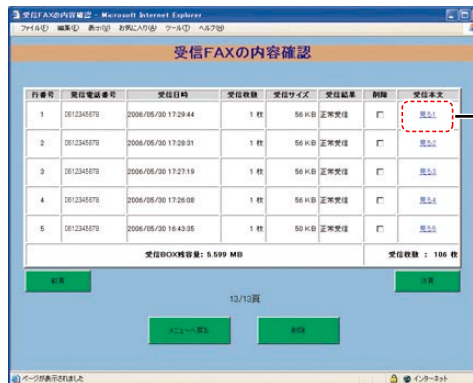 受信FAXの内容確認 - Microsoft Internet Explorer
ファイル(F) 編集(E) 表示(V) お気に入り(A) ツール(T) ヘルプ(H)
受信FAXの内容確認
行番号 発信電話番号 受信日時 受信枚数 受信サイズ 受信結果 削除 受信本文
1 0612345678 2006/05/30 17:29:44 1 枚 56 KB 正常受信 見る1
2 0612345678 2006/05/30 17:28:31 1 枚 56 KB 正常受信 見る2
3 0612345678 2006/05/30 17:27:19 1 枚 56 KB 正常受信 見る3
4 0612345678 2006/05/30 17:26:08 1 枚 56 KB 正常受信 見る4
5 0612345678 2006/05/30 16:43:35 1 枚 50 KB 正常受信 見る5
受信BOX残容量: 5.599 MB 受信枚数 : 106 枚
前頁 次頁
13/13頁
メニューへ戻る 削除
ページが表示されました インターネット